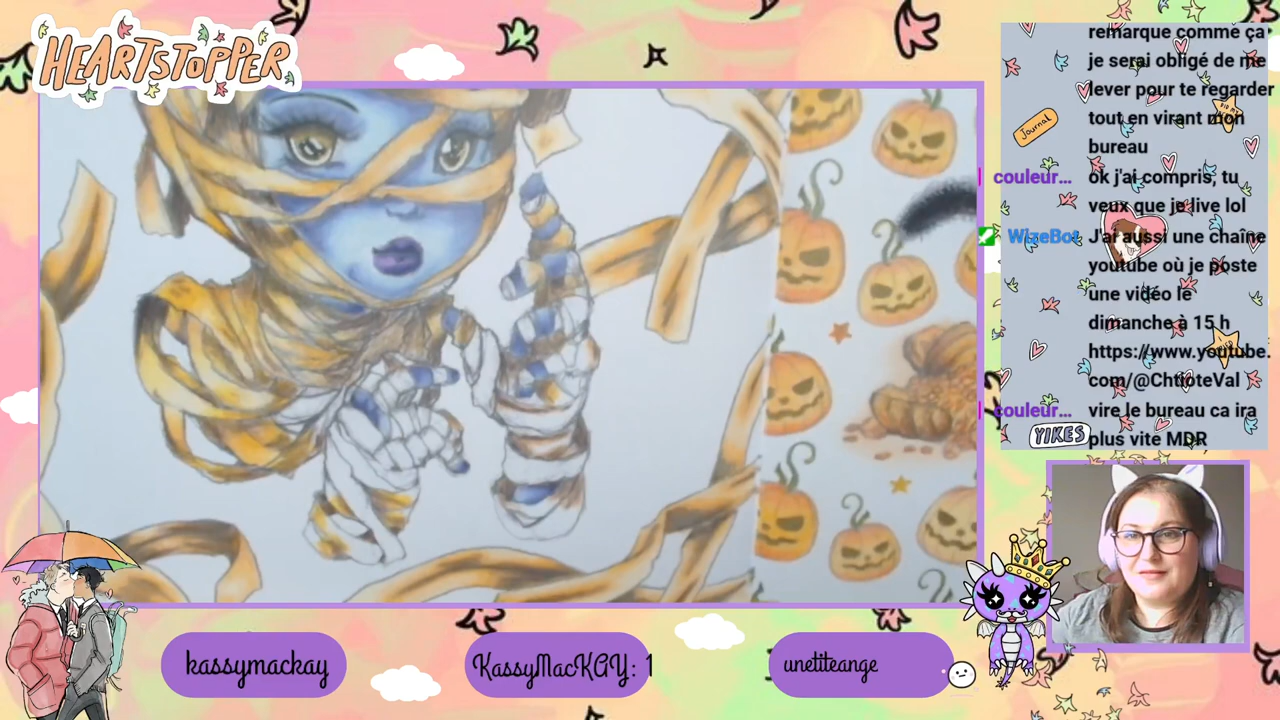 HEARTSTOPPER
remarque comme ça
je serai obligé de me
lever pour te regarder
tout en virant mon
bureau
couleur... ok j'ai compris, tu
veux que je live lol
WizeBot J'ai aussi une chaîne
youtube où je poste
une vidéo le
dimanche à 15 h
https://www.youtube.
com/@ChtioteVal
couleur... vire le bureau ca ira
plus vite MDR
Journal
YIKES
kassymackay
KassyMacKAY: 1
unetiteange